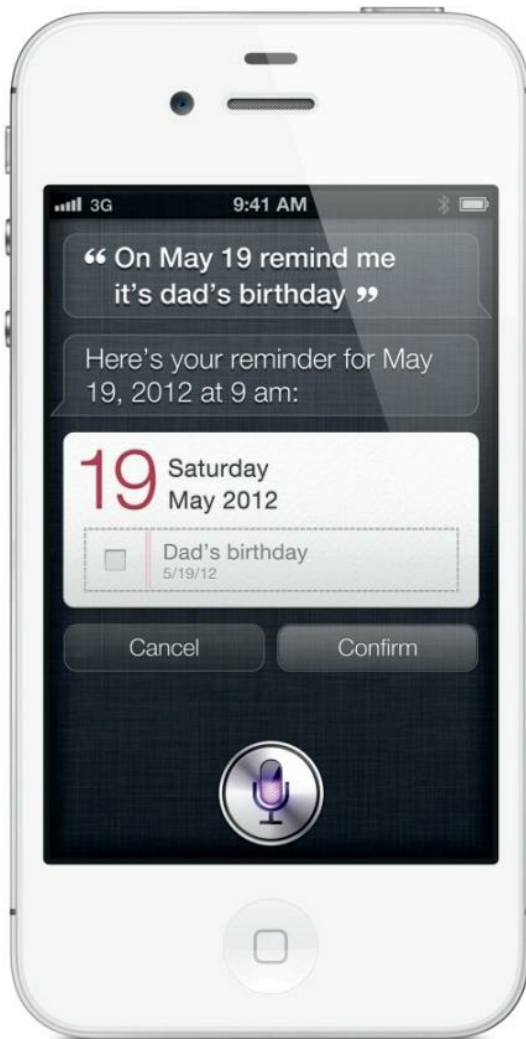 3G 9:41 AM
“ On May 19 remind me
it’s dad’s birthday ”
Here’s your reminder for May
19, 2012 at 9 am:
19 Saturday
May 2012
Dad’s birthday
5/19/12
Cancel Confirm